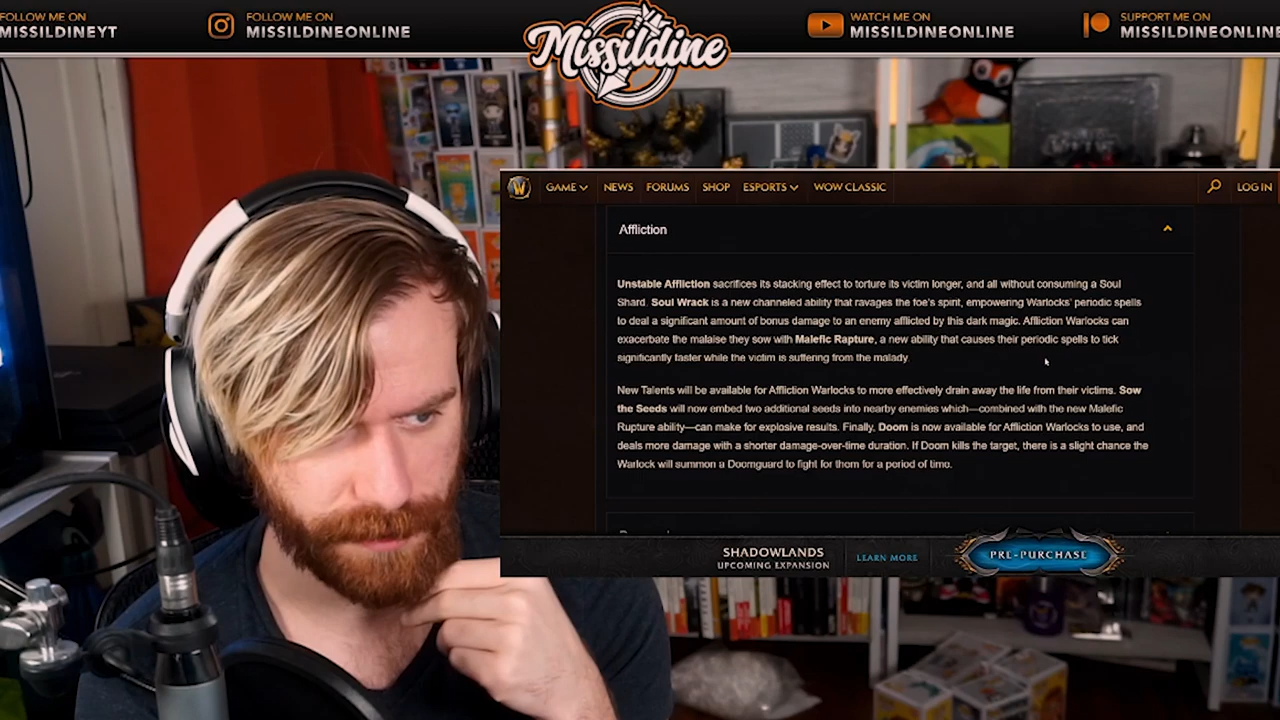 FOLLOW ME ON
MISSILDINEYT
FOLLOW ME ON
MISSILDINEONLINE
Missildine
WATCH ME ON
MISSILDINEONLINE
SUPPORT ME ON
MISSILDINEONLINE
GAME NEWS FORUMS SHOP ESPORTS WOW CLASSIC LOG IN
Affliction
Unstable Affliction sacrifices its stacking effect to torture its victim longer, and all without consuming a Soul
Shard. Soul Wrack is a new channeled ability that ravages the foe's spirit, empowering Warlocks' periodic spells
to deal a significant amount of bonus damage to an enemy afflicted by this dark magic. Affliction Warlocks can
exacerbate the malaise they sow with Malefic Rapture, a new ability that causes their periodic spells to tick
significantly faster while the victim is suffering from the malady.
New Talents will be available for Affliction Warlocks to more effectively drain away the life from their victims. Sow
the Seeds will now embed two additional seeds into nearby enemies which—combined with the new Malefic
Rupture ability—can make for explosive results. Finally, Doom is now available for Affliction Warlocks to use, and
deals more damage with a shorter damage-over-time duration. If Doom kills the target, there is a slight chance the
Warlock will summon a Doomguard to fight for them for a period of time.
SHADOWLANDS
UPCOMING EXPANSION
LEARN MORE
PRE-PURCHASE